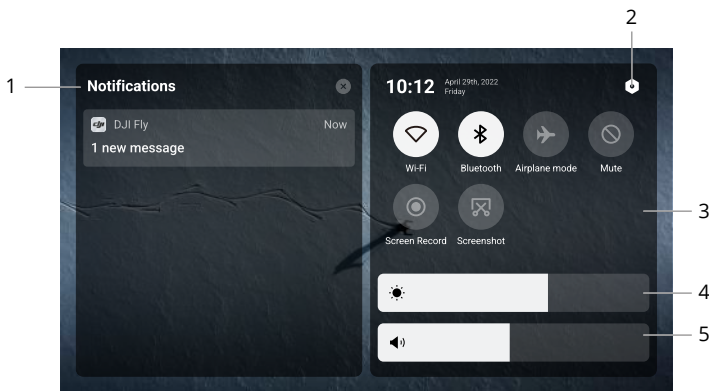 2
1
Notifications
DJI Fly
Now
1 new message
10:12
April 29th, 2022
Friday
Wi-Fi
Bluetooth
Airplane mode
Mute
Screen Record
Screenshot
3
4
5